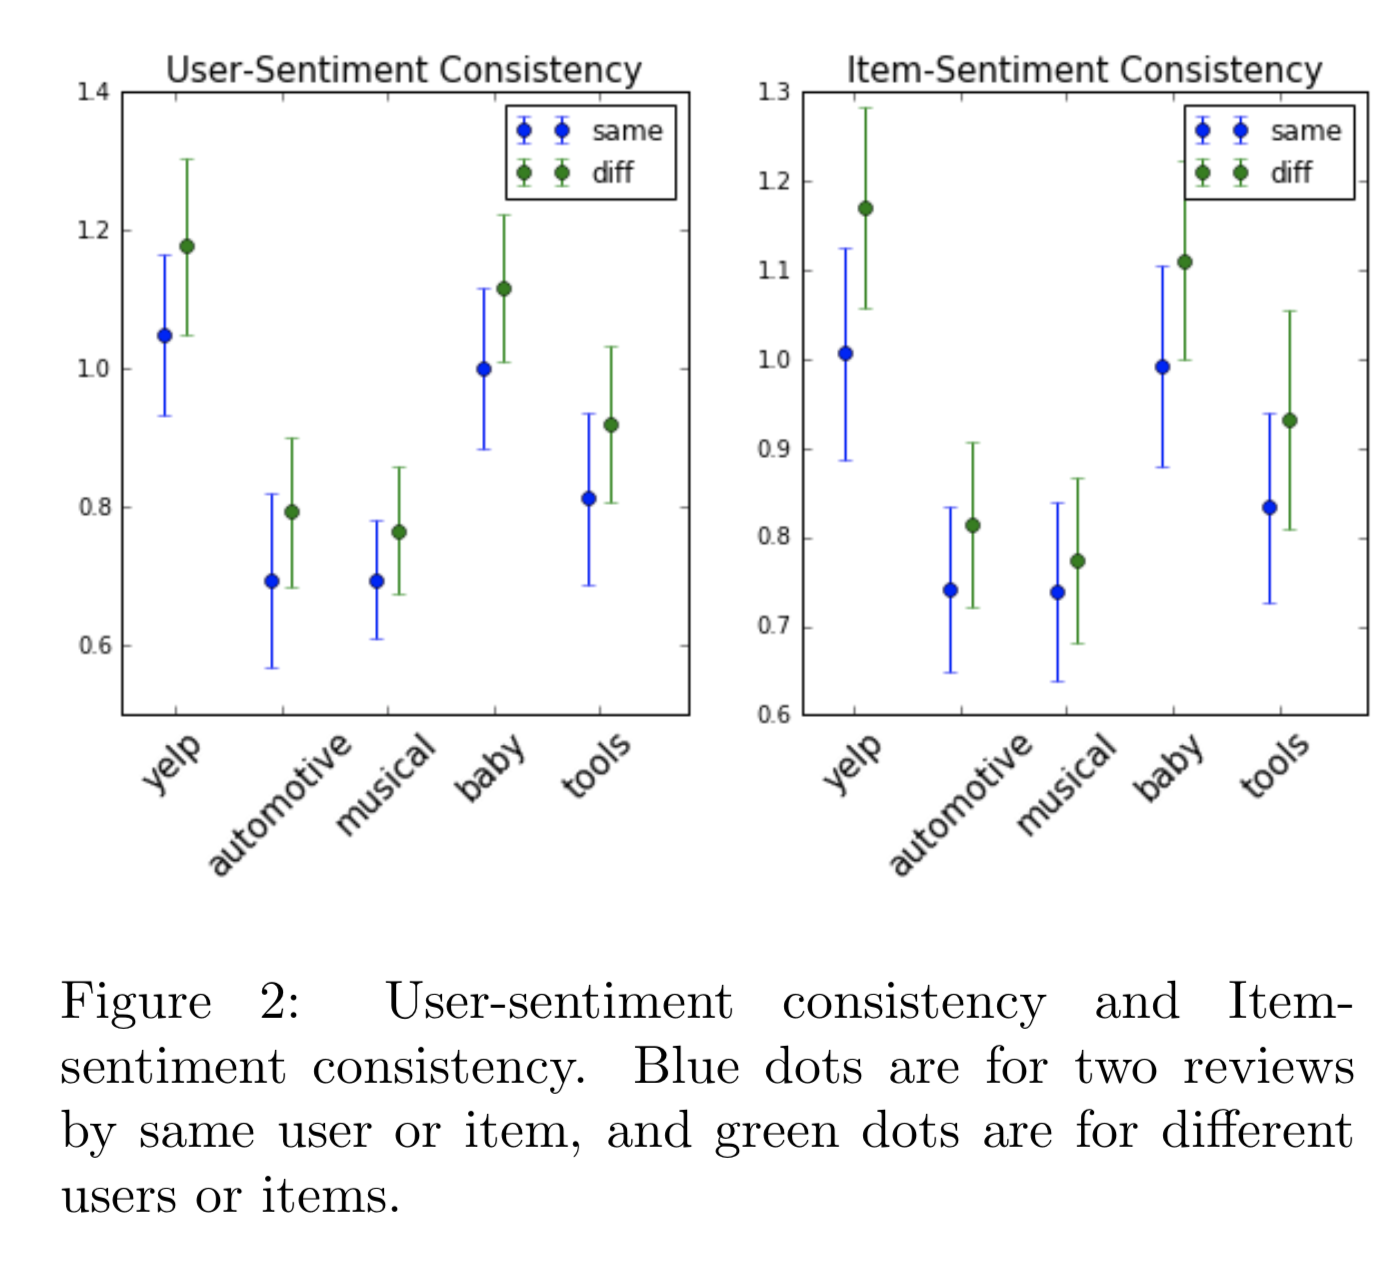 User-Sentiment Consistency
1.4
1.2
1.0
0.8
0.6
same
diff
yelp
automotive
musical
baby
tools
Item-Sentiment Consistency
1.3
1.2
1.1
1.0
0.9
0.8
0.7
0.6
same
diff
yelp
automotive
musical
baby
tools
Figure 2: User-sentiment consistency and Item-
sentiment consistency. Blue dots are for two reviews
by same user or item, and green dots are for different
users or items.